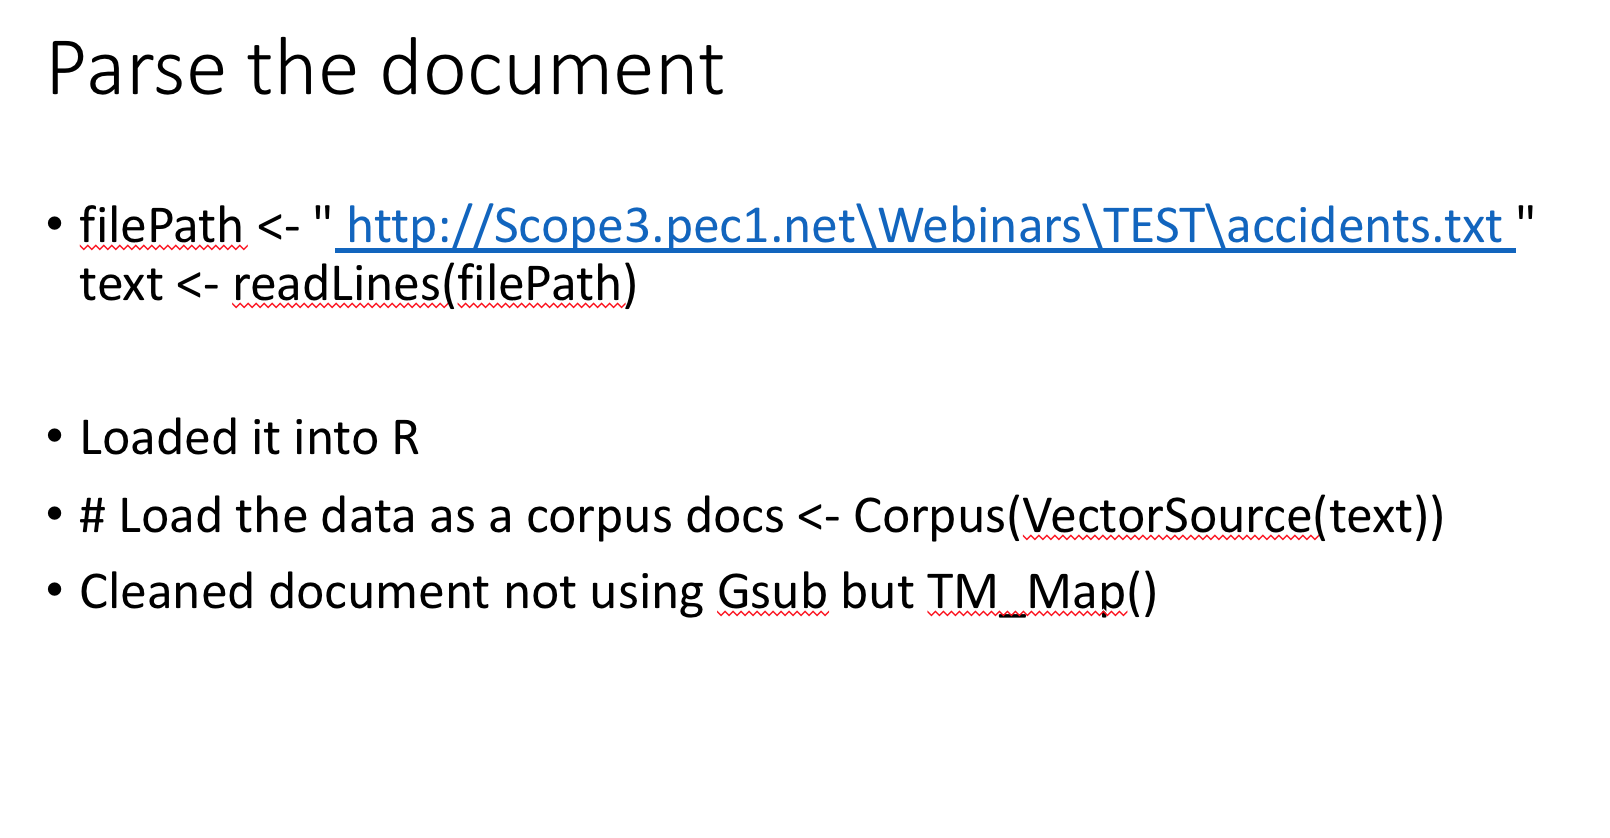 Parse the document
• filePath <- " http://Scope3.pec1.net\Webinars\TEST\accidents.txt "
text <- readLines(filePath)
• Loaded it into R
• # Load the data as a corpus docs <- Corpus(VectorSource(text))
• Cleaned document not using Gsub but TM_Map()